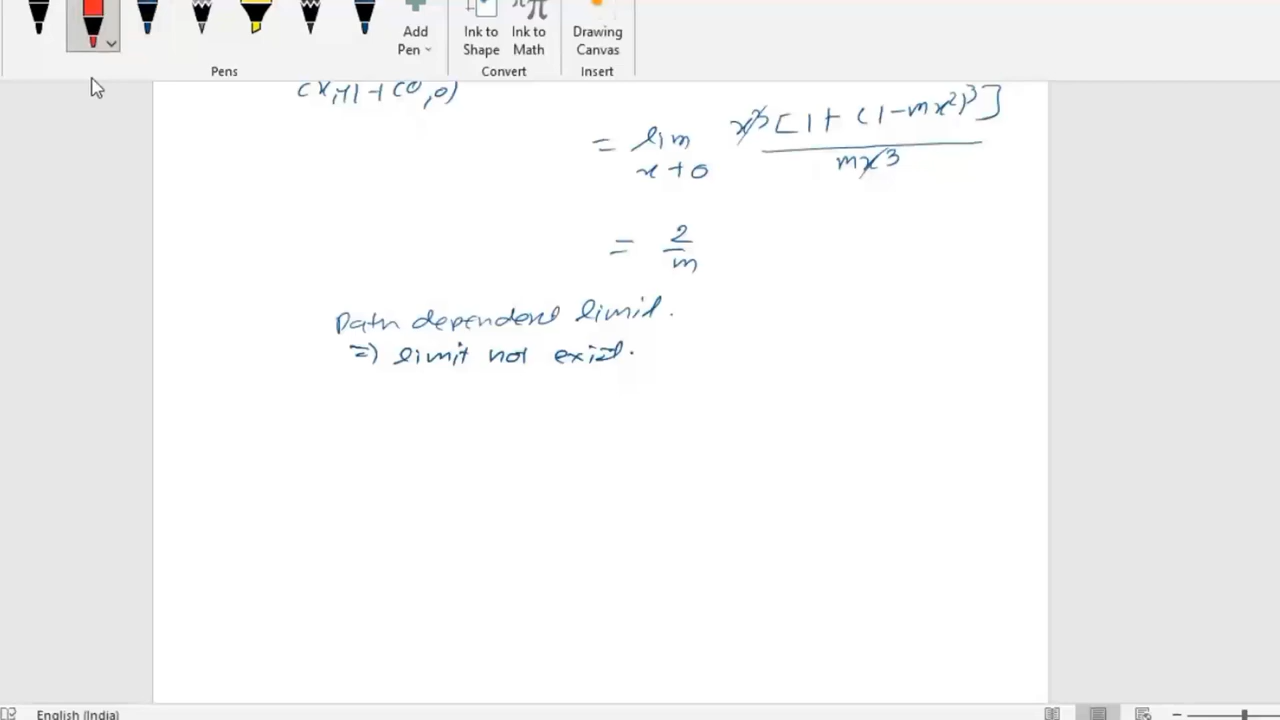 Add Pen
Ink to Shape
Ink to Math
Drawing Canvas
Pens
Convert
Insert
(x,y)→(0,0)
= lim x→0 x³[1+(1-mx²)³] / mx³
= 2/m
Path dependent limit.
=) limit not exist.
English (India)